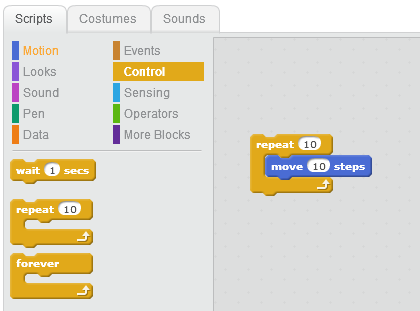 Scripts Costumes Sounds
Motion Events
Looks Control
Sound Sensing
Pen Operators
Data More Blocks
wait 1 secs
repeat 10
forever
repeat 10
move 10 steps